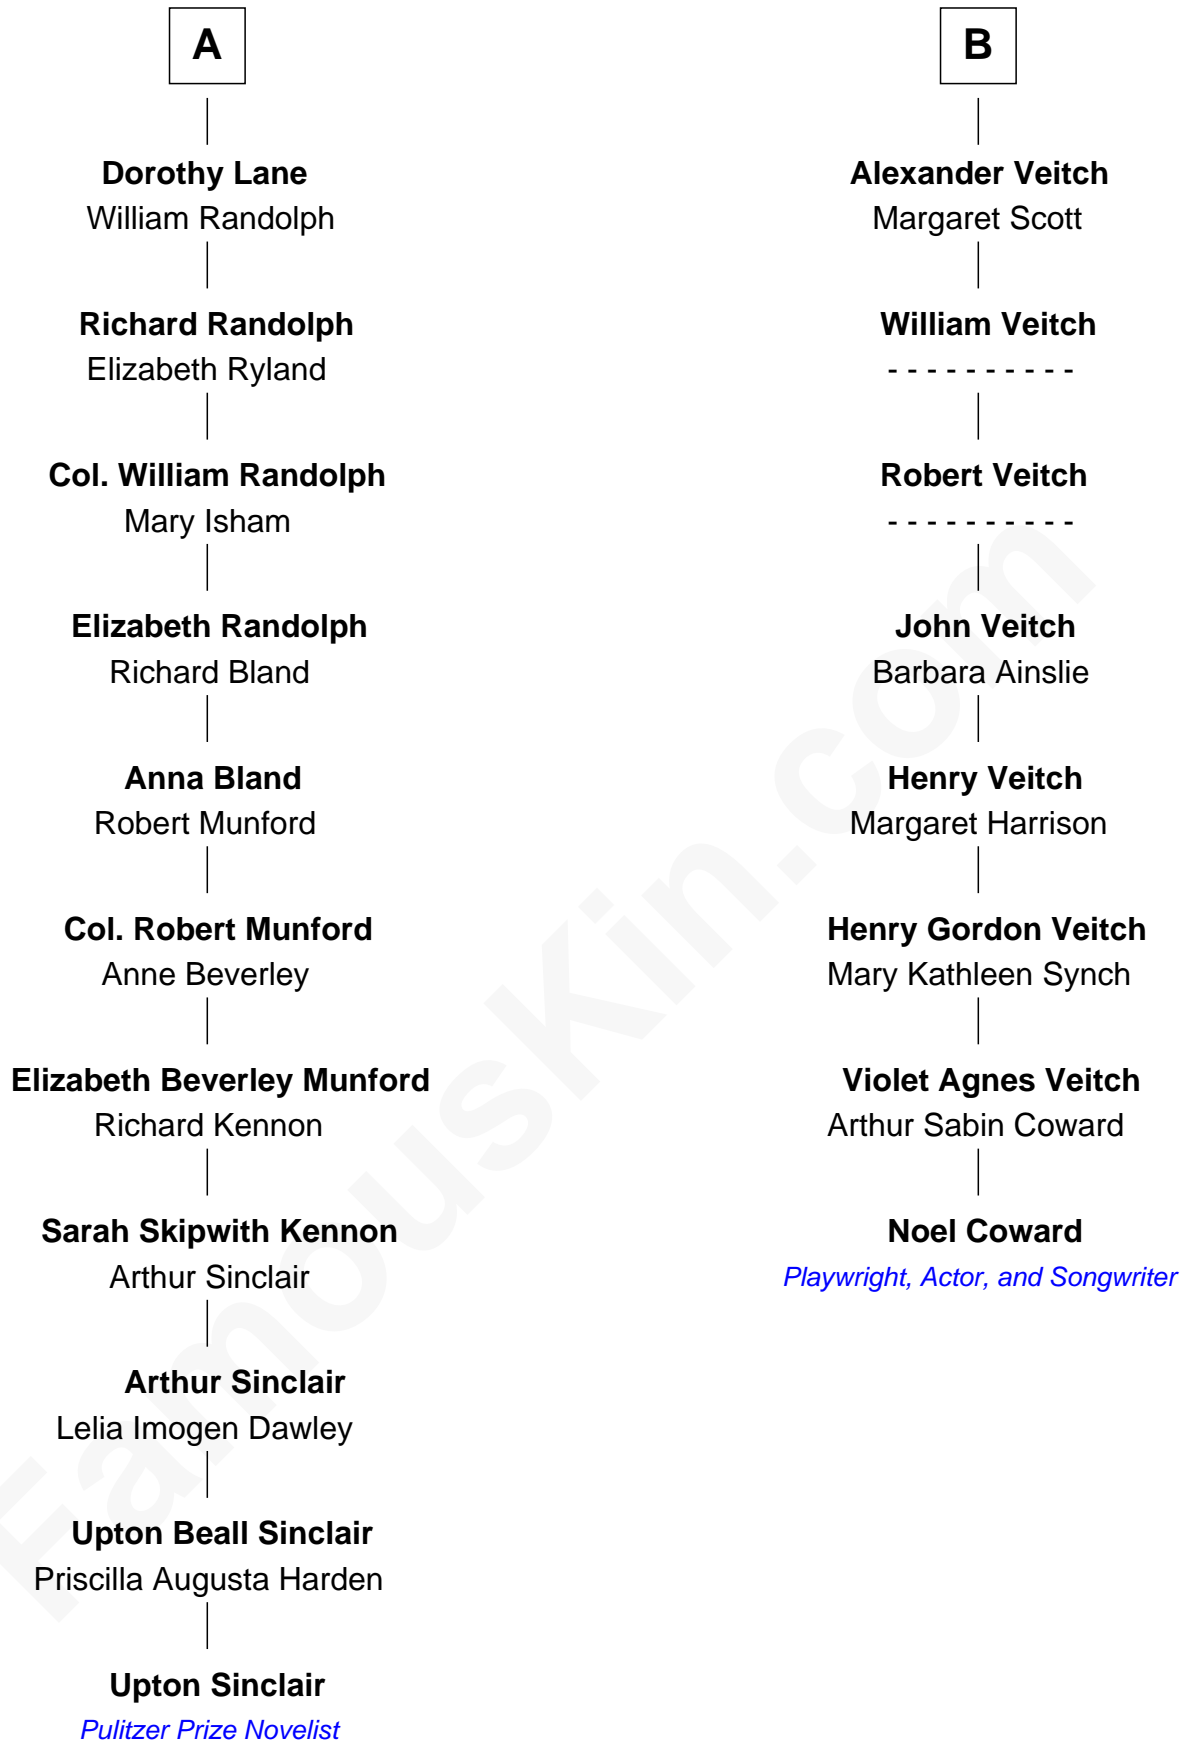 A
Dorothy Lane
William Randolph
Richard Randolph
Elizabeth Ryland
Col. William Randolph
Mary Isham
Elizabeth Randolph
Richard Bland
Anna Bland
Robert Munford
Col. Robert Munford
Anne Beverley
Elizabeth Beverley Munford
Richard Kennon
Sarah Skipwith Kennon
Arthur Sinclair
Arthur Sinclair
Lelia Imogen Dawley
Upton Beall Sinclair
Priscilla Augusta Harden
Upton Sinclair
Pulitzer Prize Novelist
B
Alexander Veitch
Margaret Scott
William Veitch
- - - - - - - - - -
Robert Veitch
- - - - - - - - - -
John Veitch
Barbara Ainslie
Henry Veitch
Margaret Harrison
Henry Gordon Veitch
Mary Kathleen Synch
Violet Agnes Veitch
Arthur Sabin Coward
Noel Coward
Playwright, Actor, and Songwriter
FamousKin.com